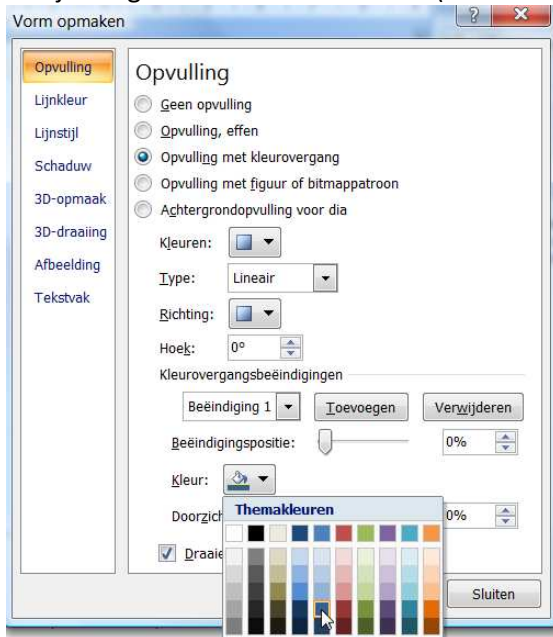 Vorm opmaken
Opvulling
Lijnkleur
Lijnstijl
Schaduw
3D-opmaak
3D-draaiing
Afbeelding
Tekstvak
Opvulling
Geen opvulling
Opvulling, effen
Opvulling met kleurovergang
Opvulling met figuur of bitmappatroon
Achtergrondopvulling voor dia
Kleuren:
Type: Lineair
Richting:
Hoek: 0°
Kleurovergangsbeëindigingen
Beëindiging 1 Toevoegen Verwijderen
Beëindigingspositie: 0%
Kleur:
Themakleuren
0%
Sluiten